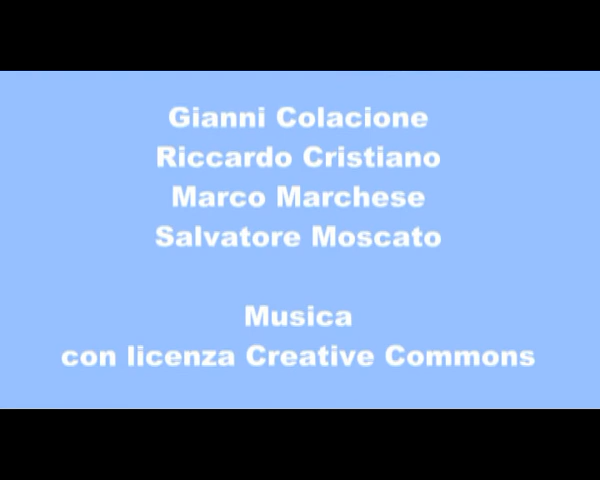 Gianni Colacione
Riccardo Cristiano
Marco Marchese
Salvatore Moscato
Musica
con licenza Creative Commons